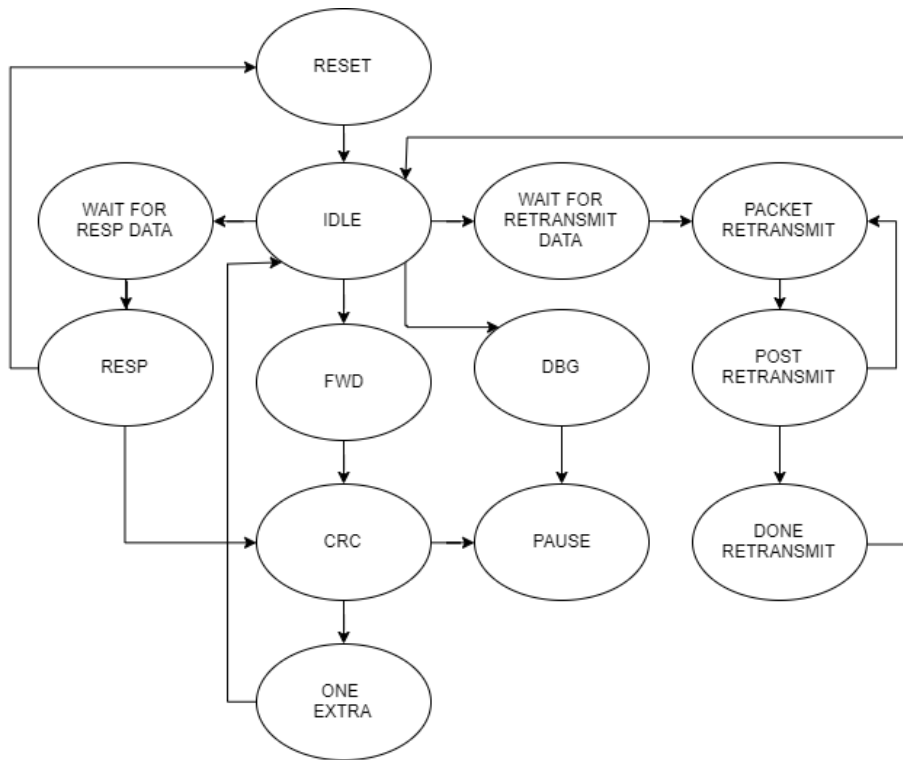 RESET
WAIT FOR
RESP DATA
IDLE
WAIT FOR
RETRANSMIT
DATA
PACKET
RETRANSMIT
RESP
FWD
DBG
POST
RETRANSMIT
CRC
PAUSE
DONE
RETRANSMIT
ONE
EXTRA